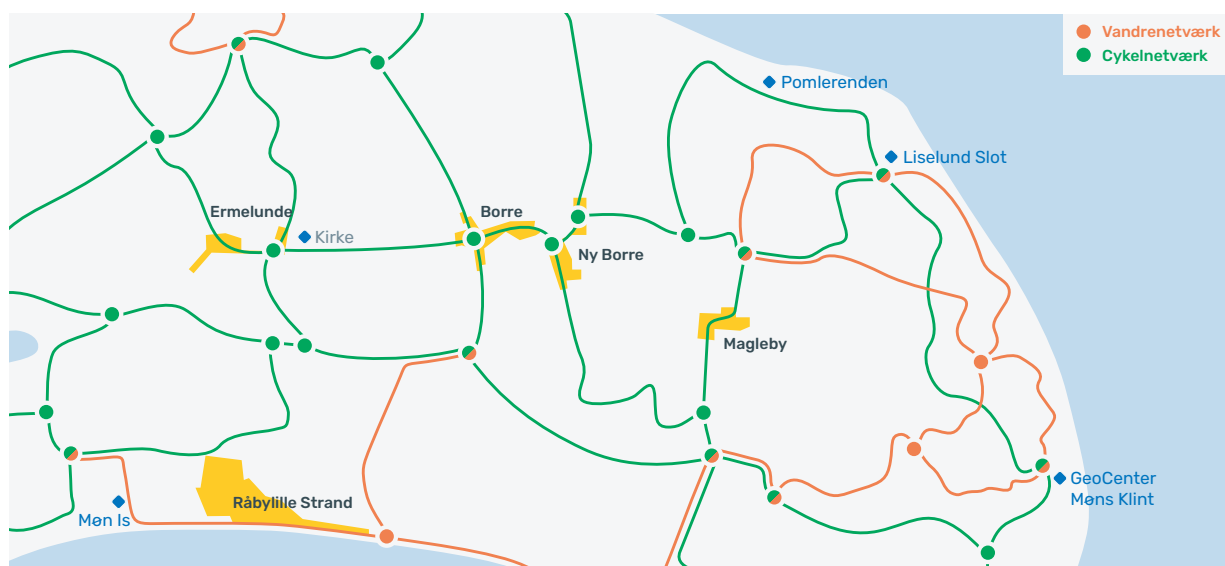 Vandrenetværk
Cykelnetværk
Pomlerenden
Liselund Slot
Ermelunde
Borre
Kirke
Ny Borre
Magleby
GeoCenter
Møns Klint
Råbylille Strand
Møn Is